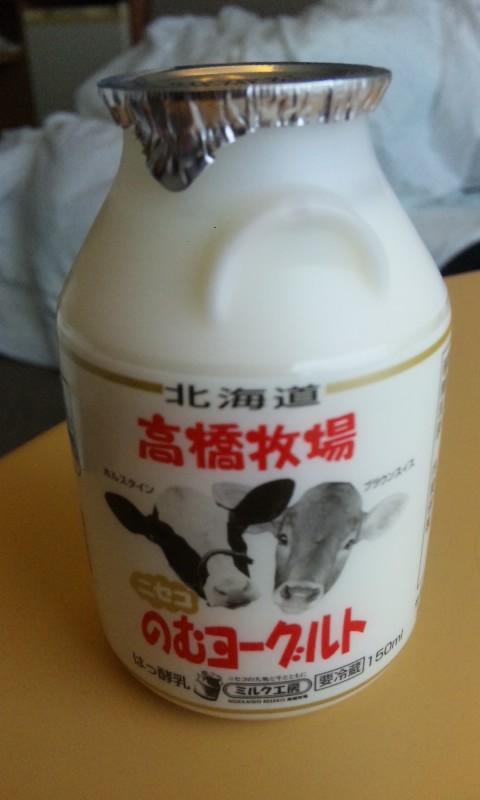 北海道
高橋牧場
ホルスタイン
ブラウンスイス
ニセコ
のむヨーグルト
はっ酵乳
ミルク工房
要冷蔵
150ml